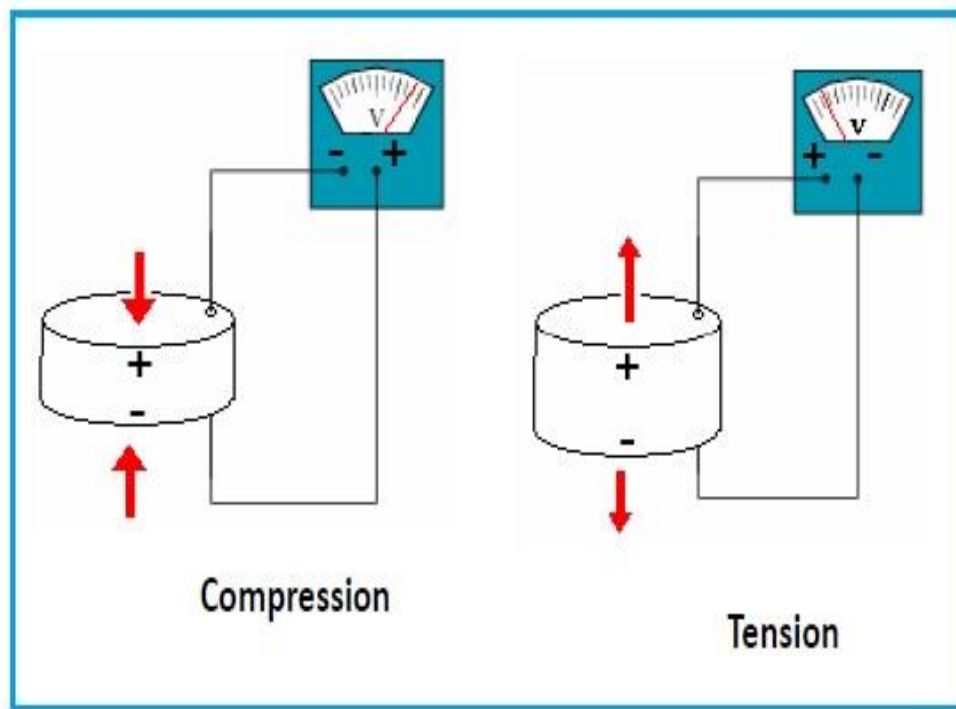 V
- +
+
-
Compression
V
+ -
+
-
Tension